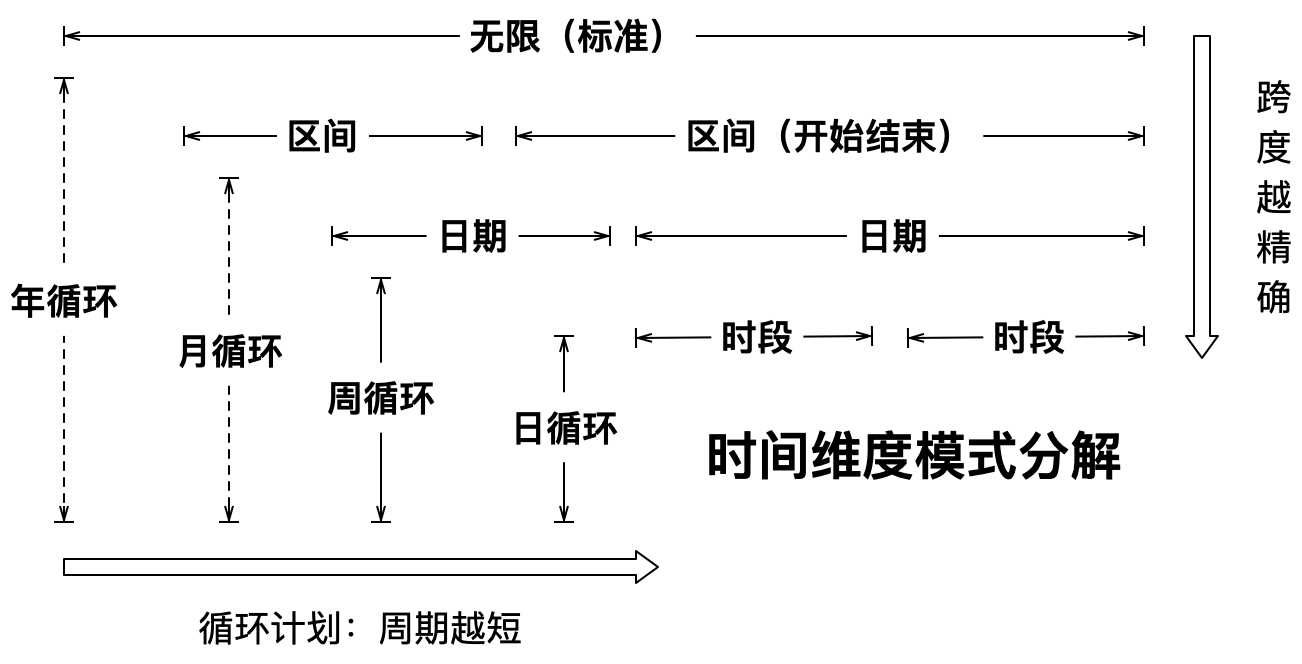 无限（标准）
跨度越精确
区间
区间（开始结束）
日期
日期
年循环
月循环
时段
时段
周循环
日循环
时间维度模式分解
循环计划：周期越短